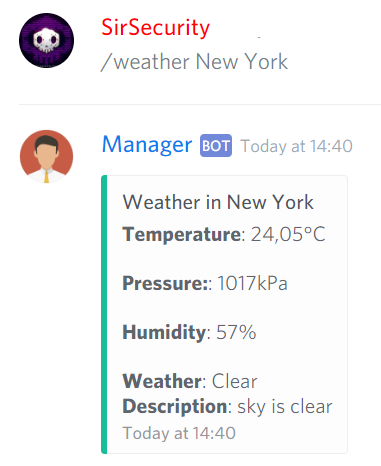 SirSecurity
/weather New York
Manager BOT Today at 14:40
Weather in New York
Temperature: 24,05°C
Pressure:: 1017kPa
Humidity: 57%
Weather: Clear
Description: sky is clear
Today at 14:40